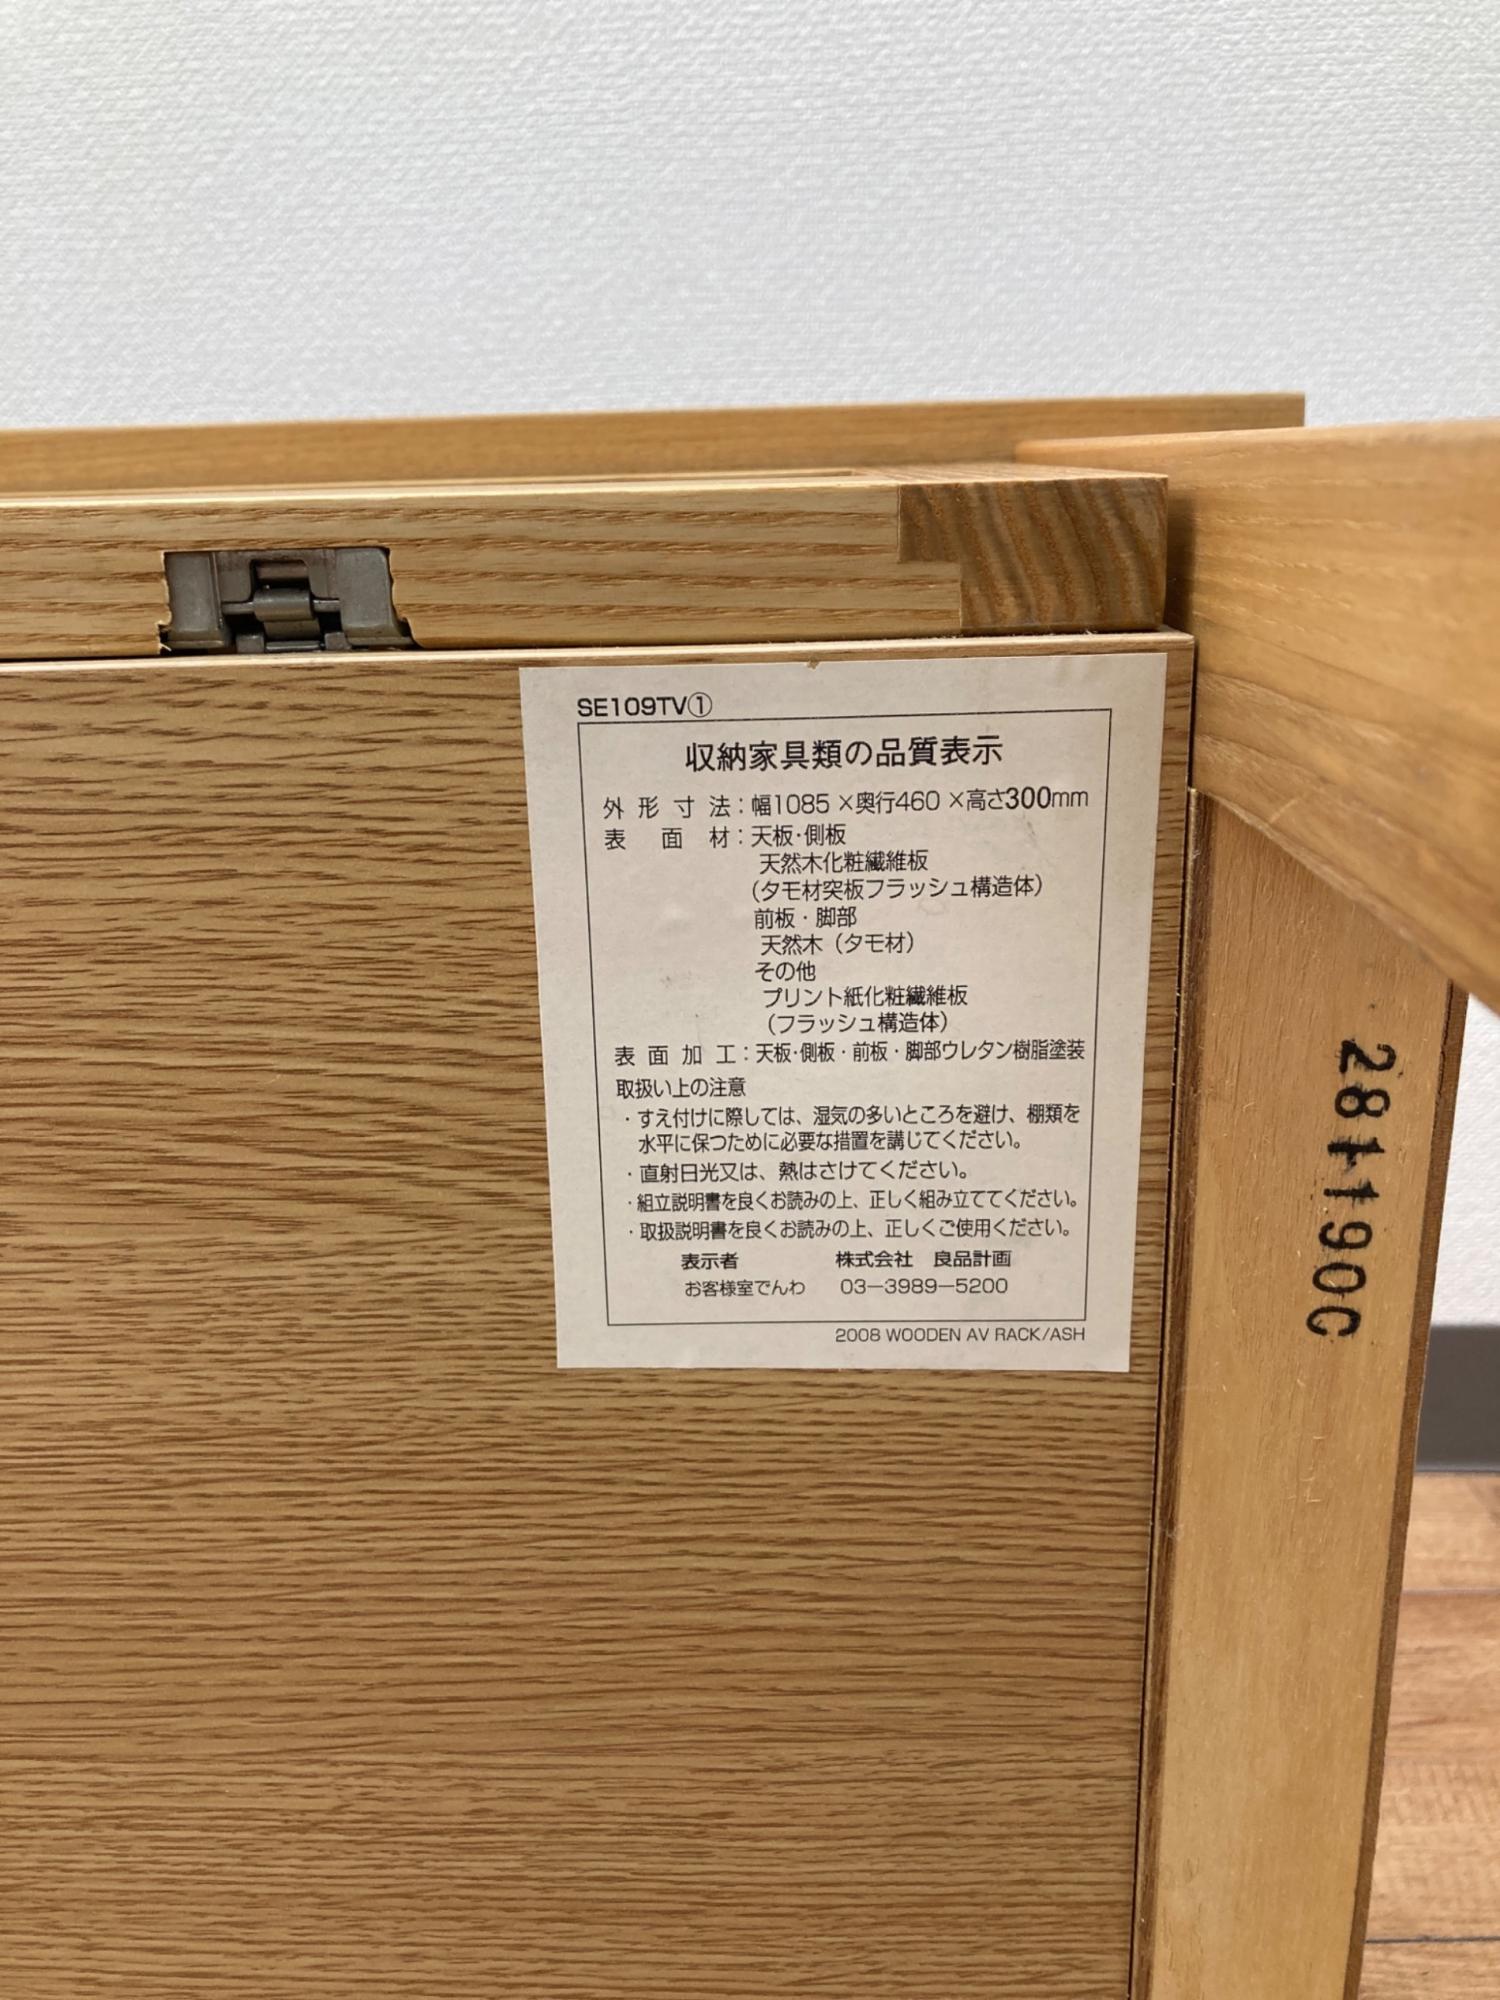 SE109TV①
収納家具類の品質表示
外形寸法：幅1085×奥行460×高さ300mm
表面材：天板・側板
天然木化粧繊維板
（タモ材突板フラッシュ構造体）
前板・脚部
天然木（タモ材）
その他
プリント紙化粧繊維板
（フラッシュ構造体）
表面加工：天板・側板・前板・脚部ウレタン樹脂塗装
取扱い上の注意
・すえ付けに際しては、湿気の多いところを避け、棚類を
水平に保つために必要な措置を講じてください。
・直射日光又は、熱はさけてください。
・組立説明書を良くお読みの上、正しく組み立ててください。
・取扱説明書を良くお読みの上、正しくご使用ください。
表示者 株式会社 良品計画
お客様室でんわ 03-3989-5200
2008 WOODEN AV RACK/ASH
281190C